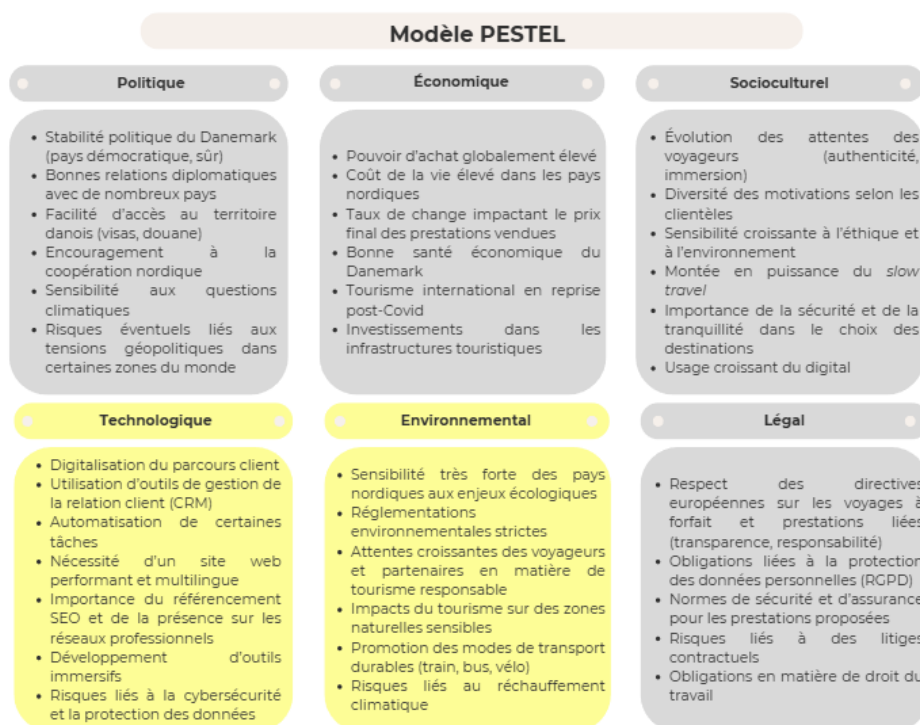 Modèle PESTEL
Politique
• Stabilité politique du Danemark
(pays démocratique, sûr)
• Bonnes relations diplomatiques
avec de nombreux pays
• Facilité d'accès au territoire
danois (visas, douane)
• Encouragement à la
coopération nordique
• Sensibilité aux questions
climatiques
• Risques éventuels liés aux
tensions géopolitiques dans
certaines zones du monde
Économique
• Pouvoir d'achat globalement élevé
• Coût de la vie élevé dans les pays
nordiques
• Taux de change impactant le prix
final des prestations vendues
• Bonne santé économique du
Danemark
• Tourisme international en reprise
post-Covid
• Investissements dans les
infrastructures touristiques
Socioculturel
• Évolution des attentes des
voyageurs (authenticité,
immersion)
• Diversité des motivations selon les
clientèles
• Sensibilité croissante à l'éthique et
à l'environnement
• Montée en puissance du slow
travel
• Importance de la sécurité et de la
tranquillité dans le choix des
destinations
• Usage croissant du digital
Technologique
• Digitalisation du parcours client
• Utilisation d'outils de gestion de
la relation client (CRM)
• Automatisation de certaines
tâches
• Nécessité d'un site web
performant et multilingue
• Importance du référencement
SEO et de la présence sur les
réseaux professionnels
• Développement d'outils
immersifs
• Risques liés à la cybersécurité
et la protection des données
Environnemental
• Sensibilité très forte des pays
nordiques aux enjeux écologiques
• Réglementations
environnementales strictes
• Attentes croissantes des voyageurs
et partenaires en matière de
tourisme responsable
• Impacts du tourisme sur des zones
naturelles sensibles
• Promotion des modes de transport
durables (train, bus, vélo)
• Risques liés au réchauffement
climatique
Légal
• Respect des directives
européennes sur les voyages à
forfait et prestations liées
(transparence, responsabilité)
• Obligations liées à la protection
des données personnelles (RGPD)
• Normes de sécurité et d'assurance
pour les prestations proposées
• Risques liés à des litiges
contractuels
• Obligations en matière de droit du
travail